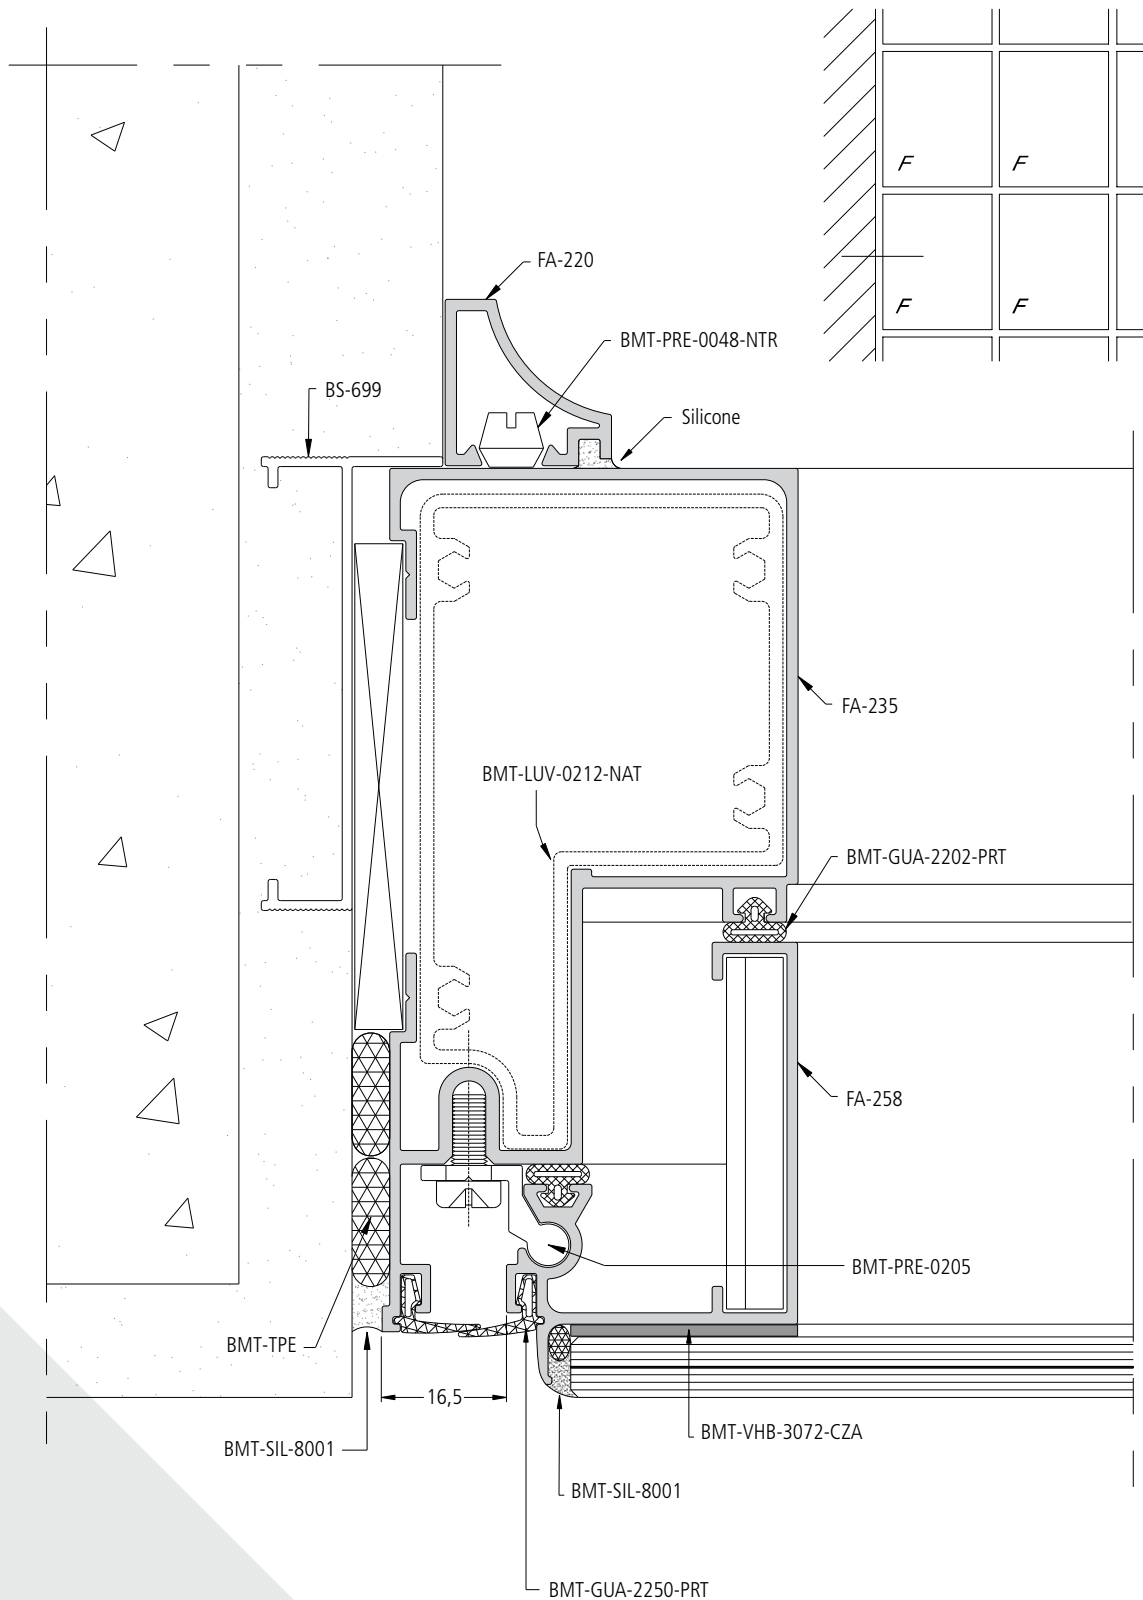 F
F
FA-220
F
F
BMT-PRE-0048-NTR
BS-699
Silicone
FA-235
BMT-LUV-0212-NAT
BMT-GUA-2202-PRT
FA-258
BMT-PRE-0205
BMT-TPE
16,5
BMT-VHB-3072-CZA
BMT-SIL-8001
BMT-SIL-8001
BMT-GUA-2250-PRT